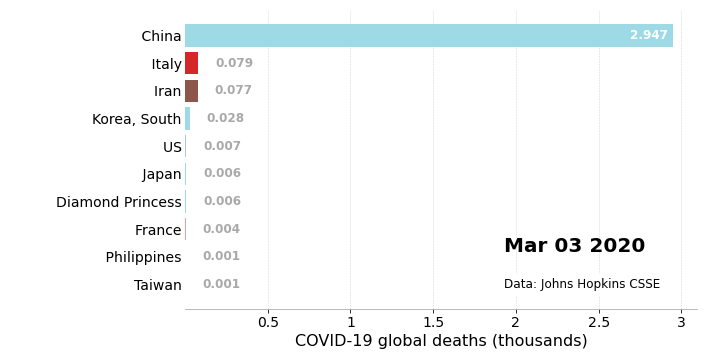 China 2.947
Italy 0.079
Iran 0.077
Korea, South 0.028
US 0.007
Japan 0.006
Diamond Princess 0.006
France 0.004
Philippines 0.001
Taiwan 0.001
Mar 03 2020
Data: Johns Hopkins CSSE
0.5 1 1.5 2 2.5 3
COVID-19 global deaths (thousands)